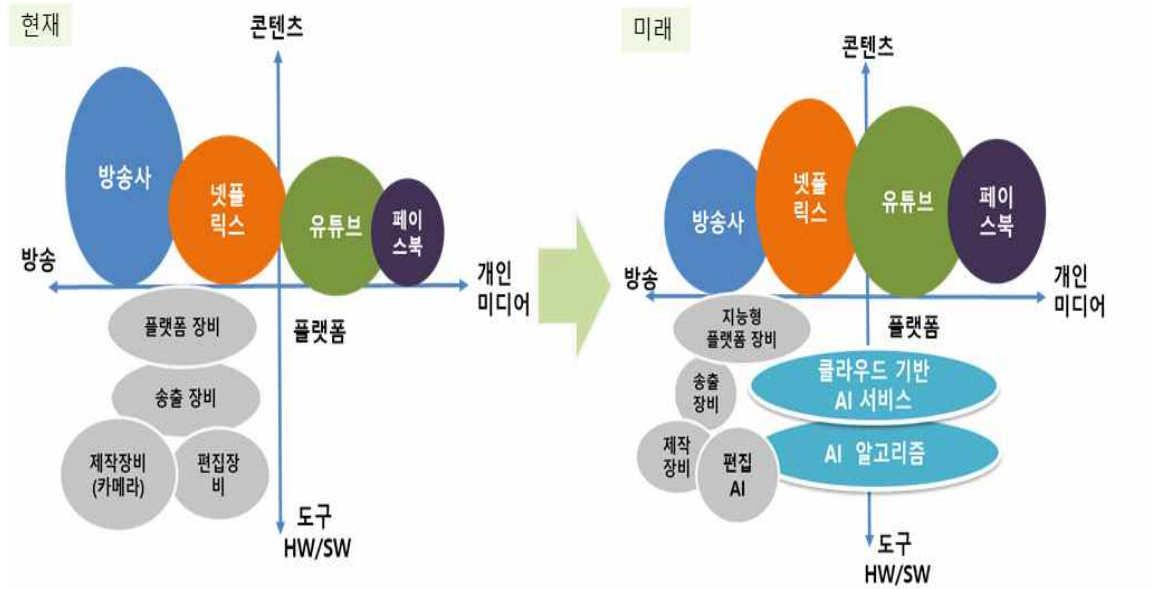 현재
콘텐츠
방송사
넷플
릭스
유튜브
페이
스북
방송
개인
미디어
플랫폼 장비
플랫폼
송출 장비
제작장비
(카메라)
편집장
비
도구
HW/SW
미래
콘텐츠
방송사
넷플
릭스
유튜브
페이
스북
방송
개인
미디어
지능형
플랫폼 장비
플랫폼
송출
장비
클라우드 기반
AI 서비스
제작
장비
편집
AI
AI 알고리즘
도구
HW/SW